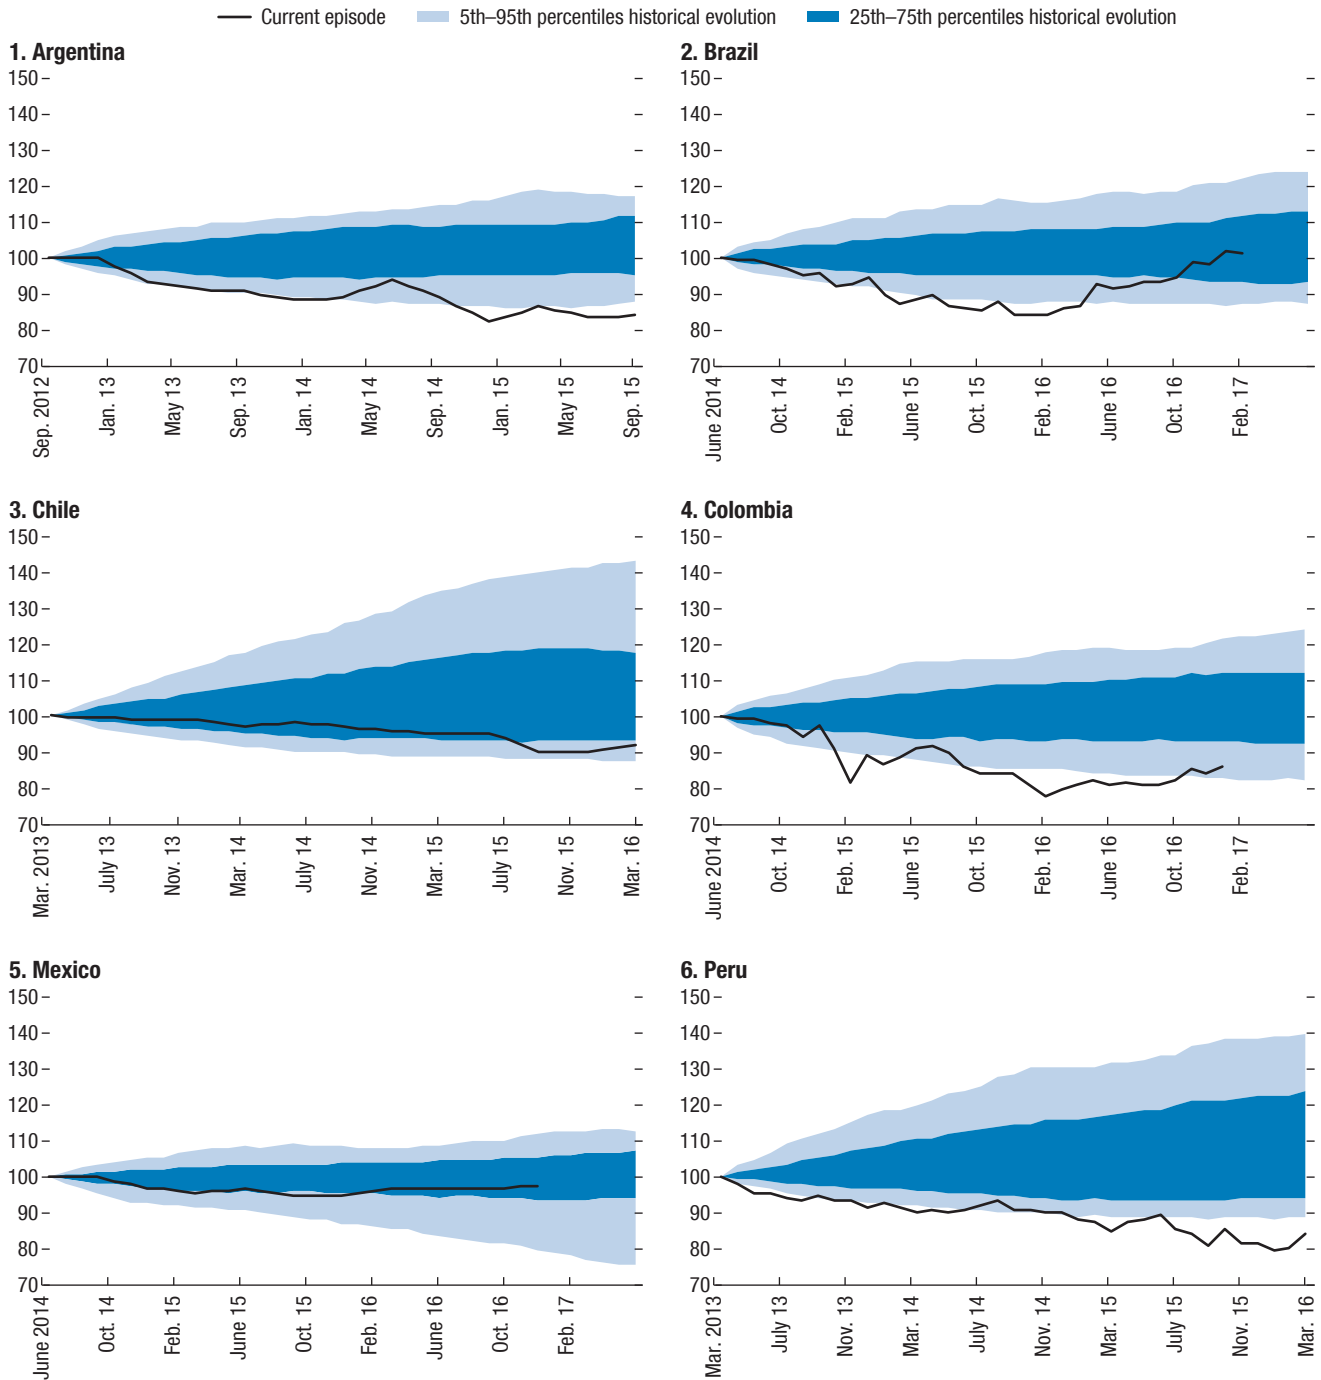 Current episode 5th–95th percentiles historical evolution 25th–75th percentiles historical evolution
1. Argentina
150
140
130
120
110
100
90
80
70
Sep. 2012
Jan. 13
May 13
Sep. 13
Jan. 14
May 14
Sep. 14
Jan. 15
May 15
Sep. 15
2. Brazil
150
140
130
120
110
100
90
80
70
June 2014
Oct. 14
Feb. 15
June 15
Oct. 15
Feb. 16
June 16
Oct. 16
Feb. 17
3. Chile
150
140
130
120
110
100
90
80
70
Mar. 2013
July 13
Nov. 13
Mar. 14
July 14
Nov. 14
Mar. 15
July 15
Nov. 15
Mar. 16
4. Colombia
150
140
130
120
110
100
90
80
70
June 2014
Oct. 14
Feb. 15
June 15
Oct. 15
Feb. 16
June 16
Oct. 16
Feb. 17
5. Mexico
150
140
130
120
110
100
90
80
70
June 2014
Oct. 14
Feb. 15
June 15
Oct. 15
Feb. 16
June 16
Oct. 16
Feb. 17
6. Peru
150
140
130
120
110
100
90
80
70
Mar. 2013
July 13
Nov. 13
Mar. 14
July 14
Nov. 14
Mar. 15
July 15
Nov. 15
Mar. 16